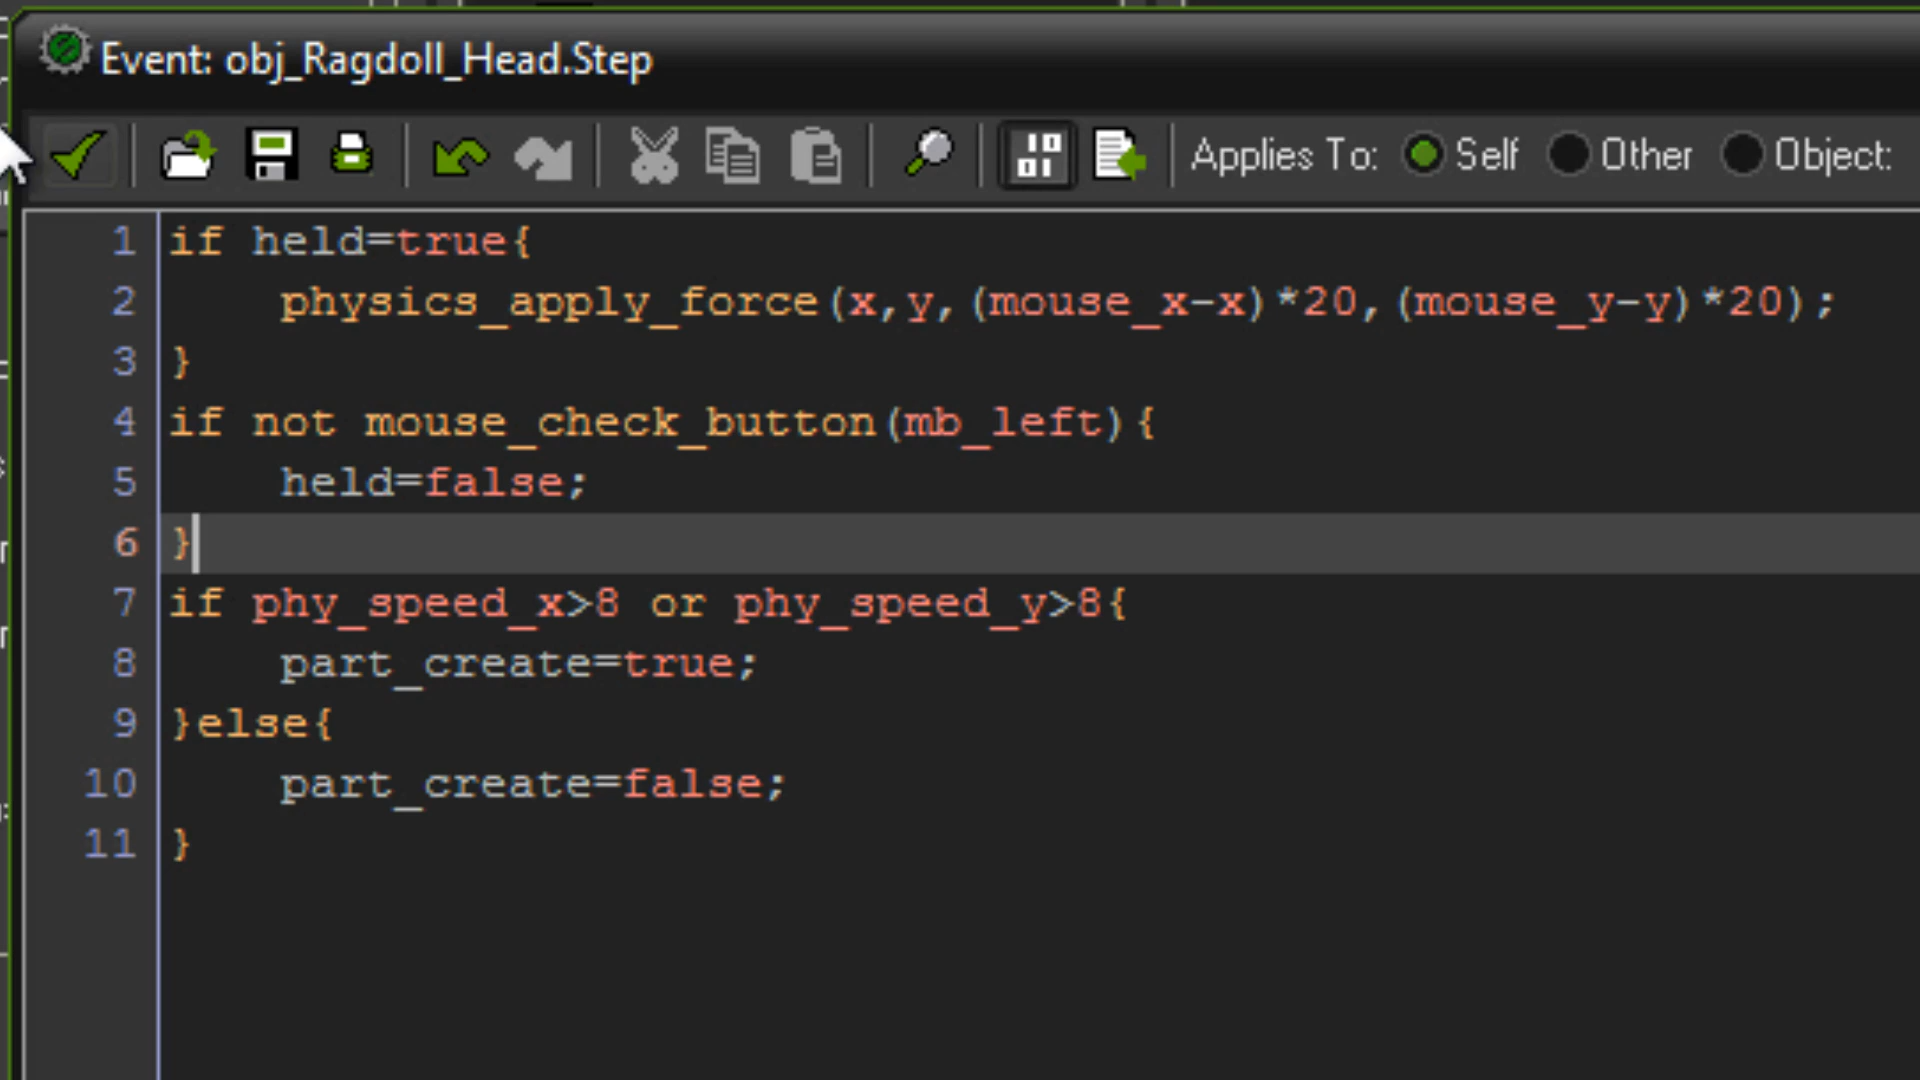 Event: obj_Ragdoll_Head.Step
Applies To: Self Other Object:
1 if held=true{
2 physics_apply_force(x,y,(mouse_x-x)*20,(mouse_y-y)*20);
3 }
4 if not mouse_check_button(mb_left){
5 held=false;
6 }
7 if phy_speed_x>8 or phy_speed_y>8{
8 part_create=true;
9 }else{
10 part_create=false;
11 }